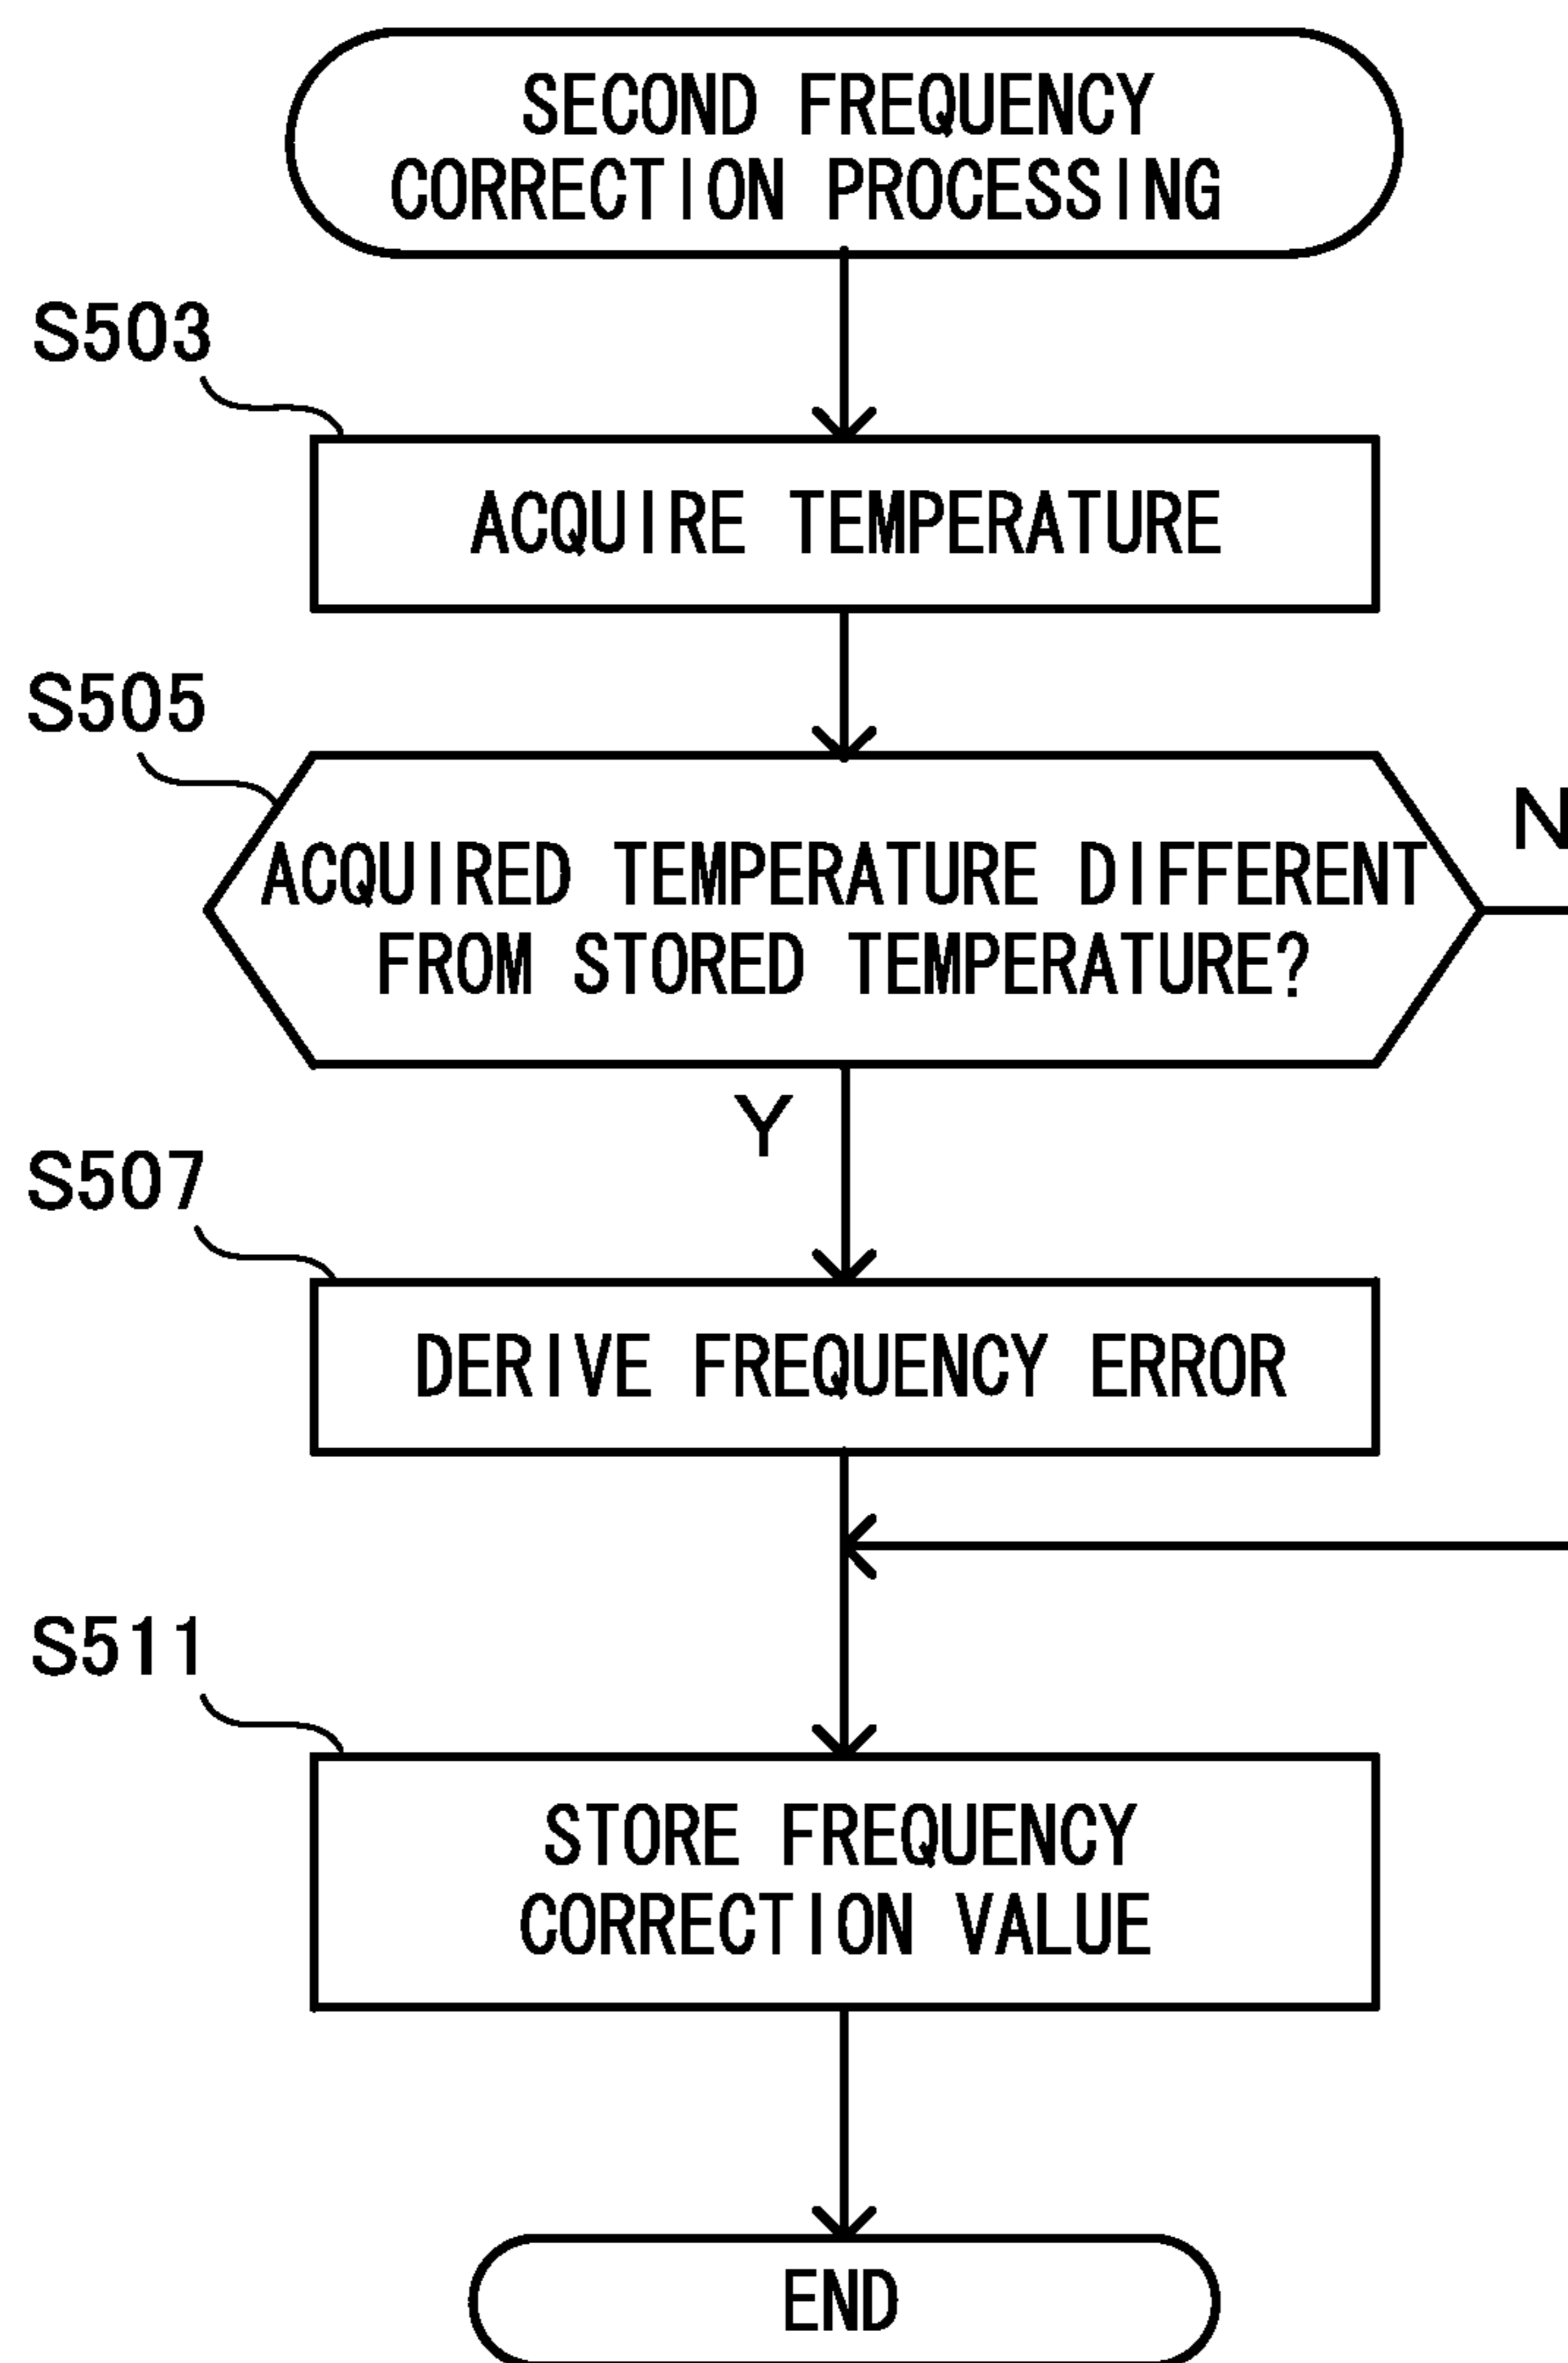 SECOND FREQUENCY
CORRECTION PROCESSING
S503
ACQUIRE TEMPERATURE
S505
N
ACQUIRED TEMPERATURE DIFFERENT
FROM STORED TEMPERATURE?
Y
S507
DERIVE FREQUENCY ERROR
S511
STORE FREQUENCY
CORRECTION VALUE
END